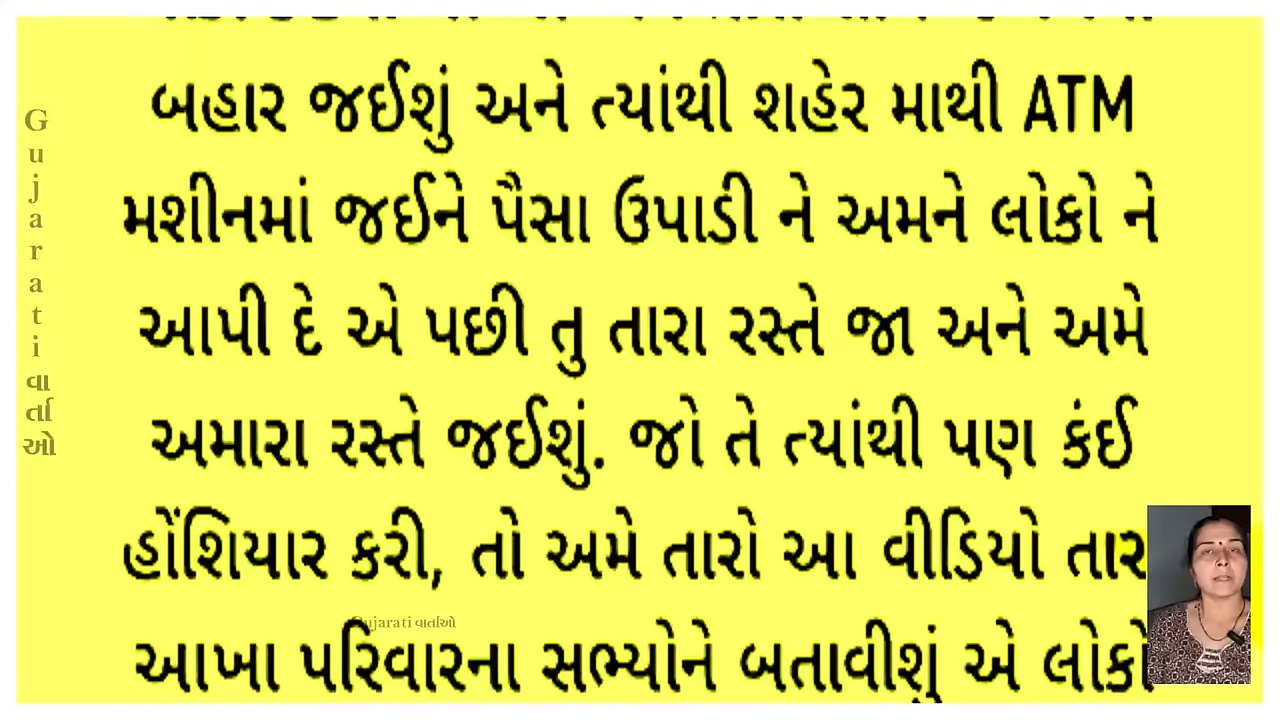 બહાર જઈશું અને ત્યાંથી શહેર માથી ATM
મશીનમાં જઈને પૈસા ઉપાડી ને અમને લોકો ને
આપી દે એ પછી તુ તારા રસ્તે જા અને અમે
અમારા રસ્તે જઈશું. જો તે ત્યાંથી પણ કંઈ
હોંશિયાર કરી, તો અમે તારો આ વીડિયો તાર
આખા પરિવારના સભ્યોને બતાવીશું એ લોકો
Gujarati વાર્તાઓ
Gujarati વાર્તાઓ